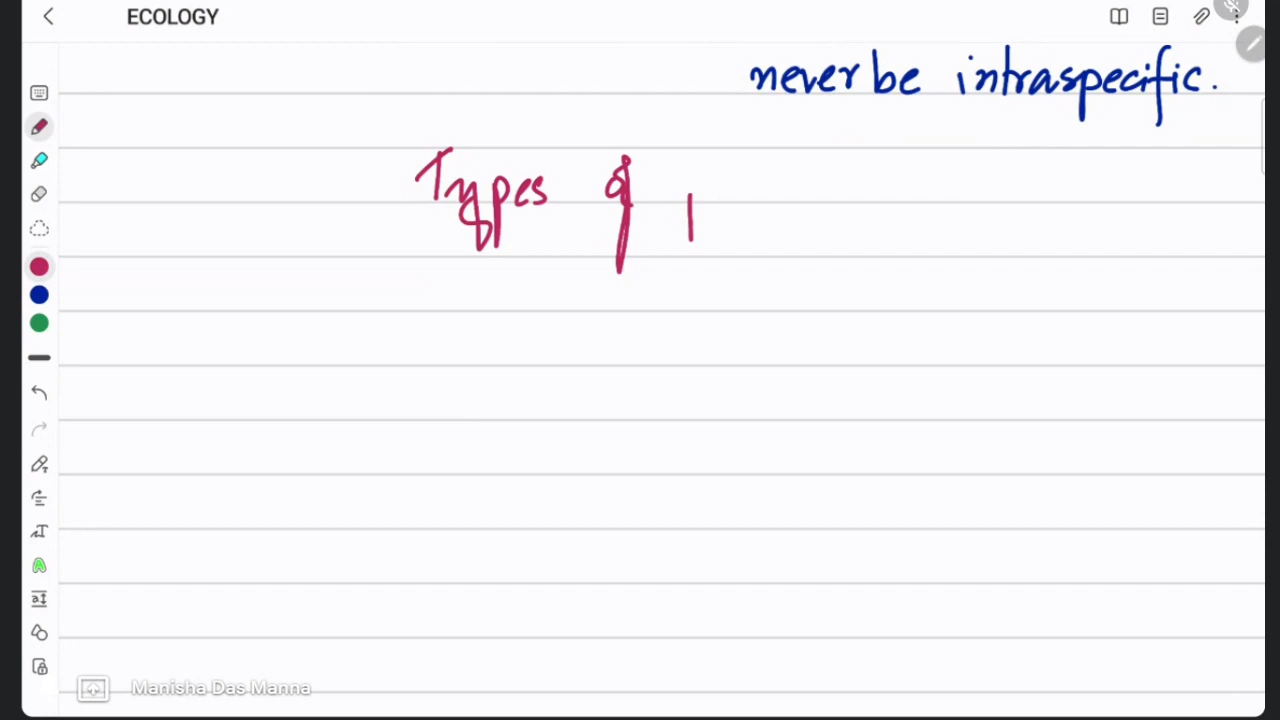 ECOLOGY
never be intraspecific.
Types of
Manisha Das Manna